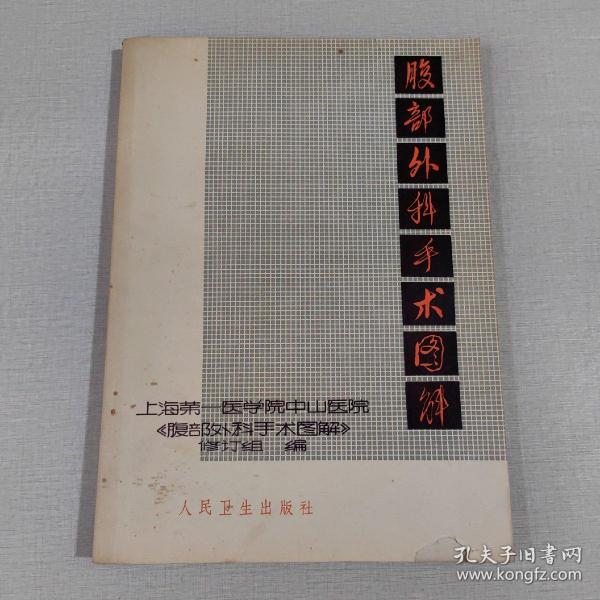 腹部外科手术图解
上海第一医学院中山医院
《腹部外科手术图解》
修订组 编
人民卫生出版社
孔夫子旧书网
www.kongfz.com